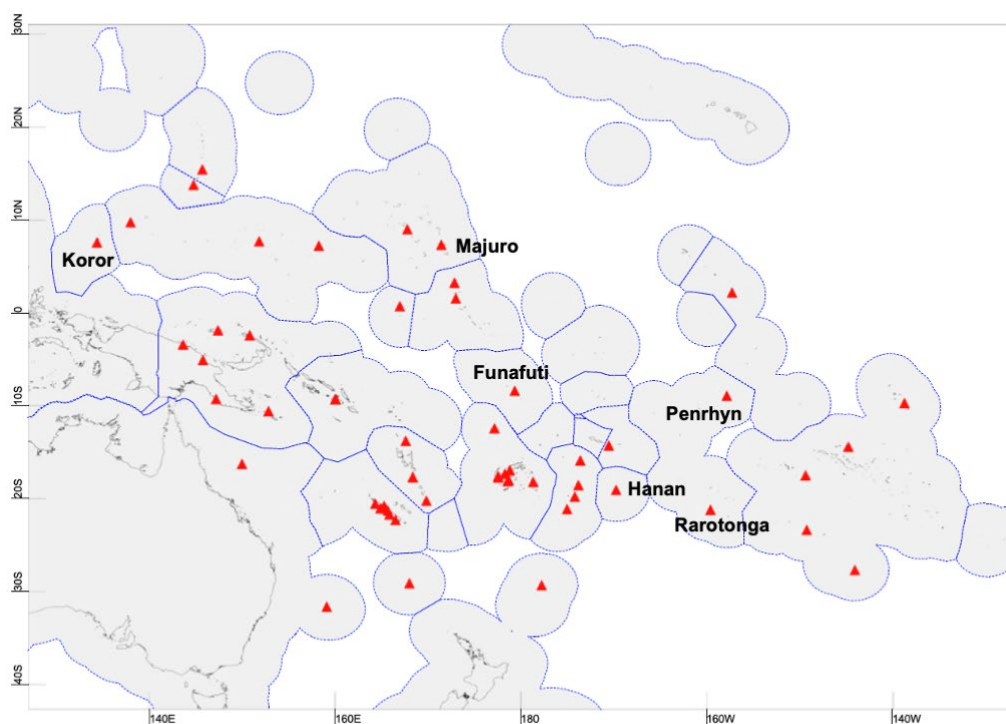 30N
20N
10N
0
10S
20S
30S
40S
Koror
Majuro
Funafuti
Penrhyn
Hanan
Rarotonga
140E
160E
180
160W
140W